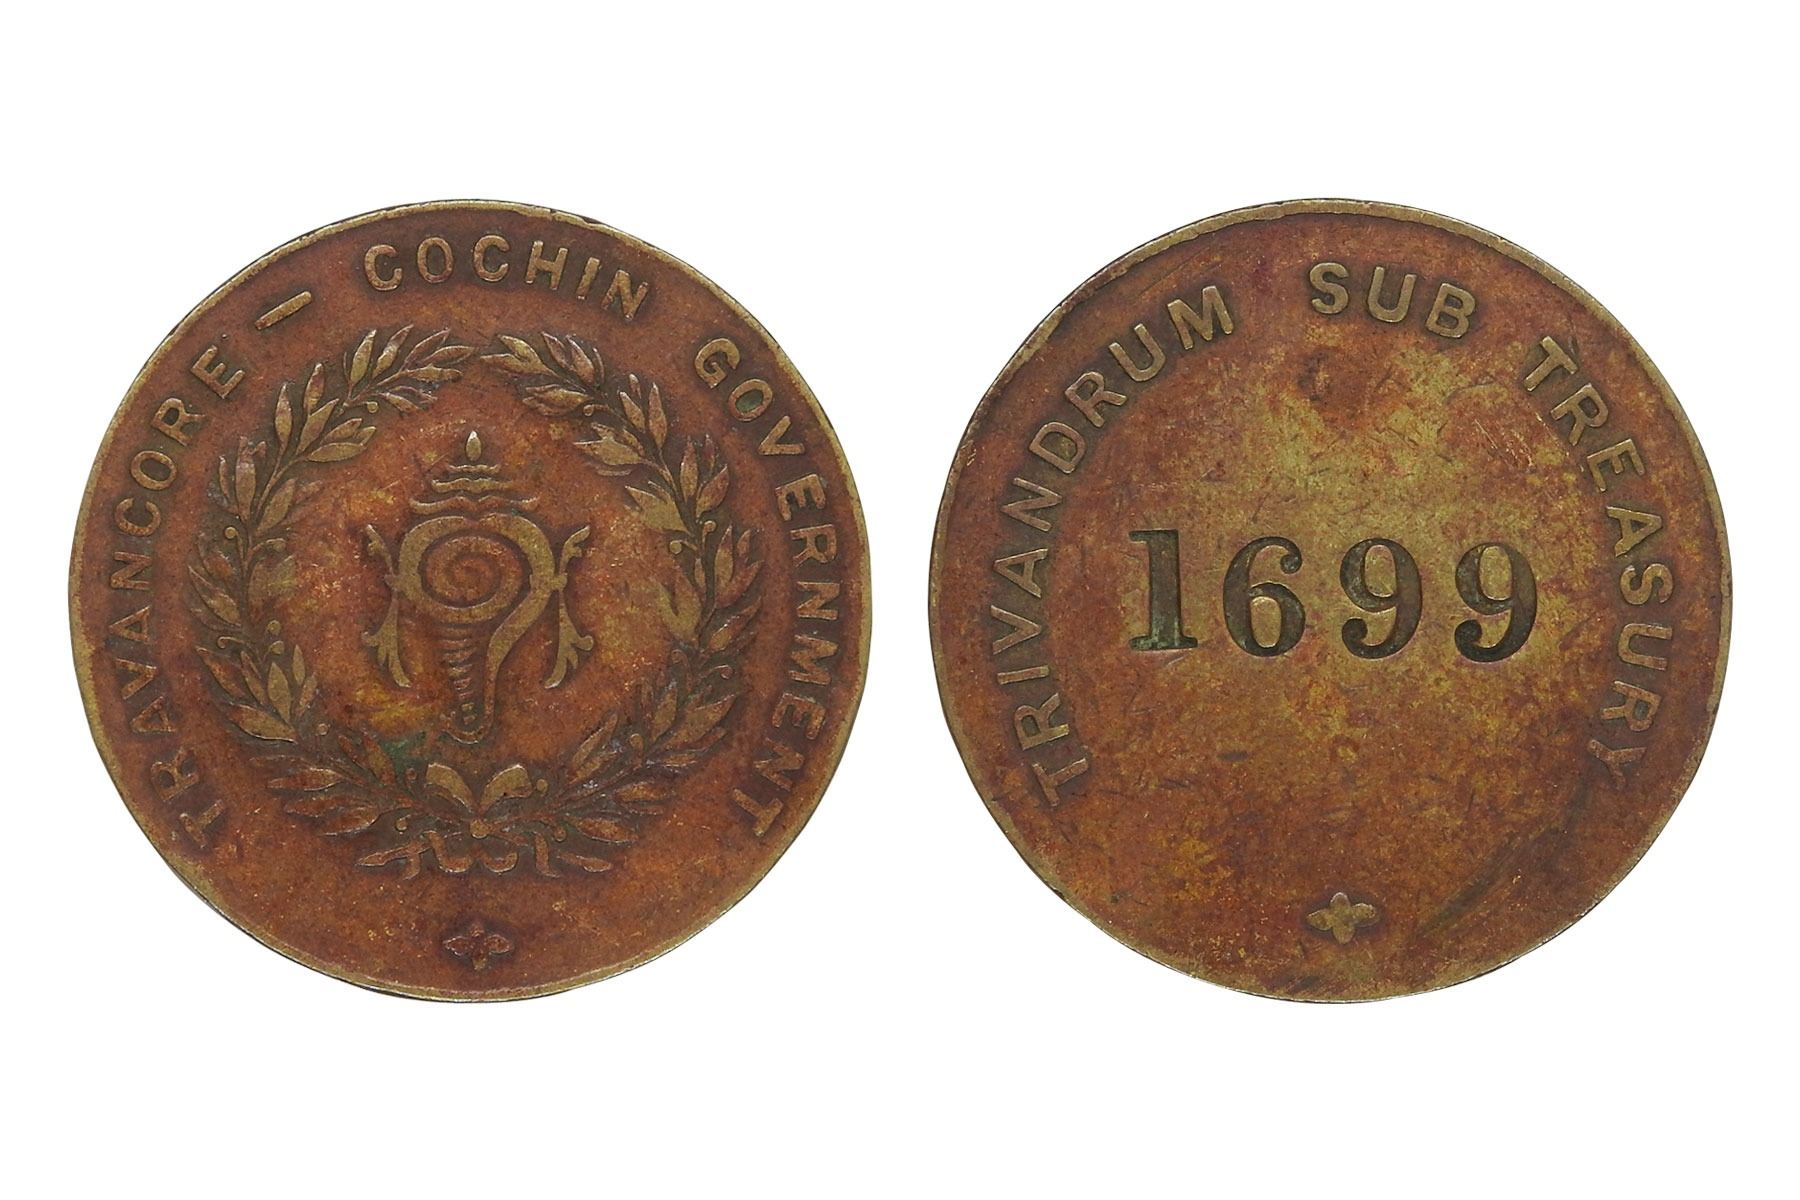 TRAVANCORE – COCHIN GOVERNMENT
TRIVANDRUM SUB TREASURY
1699